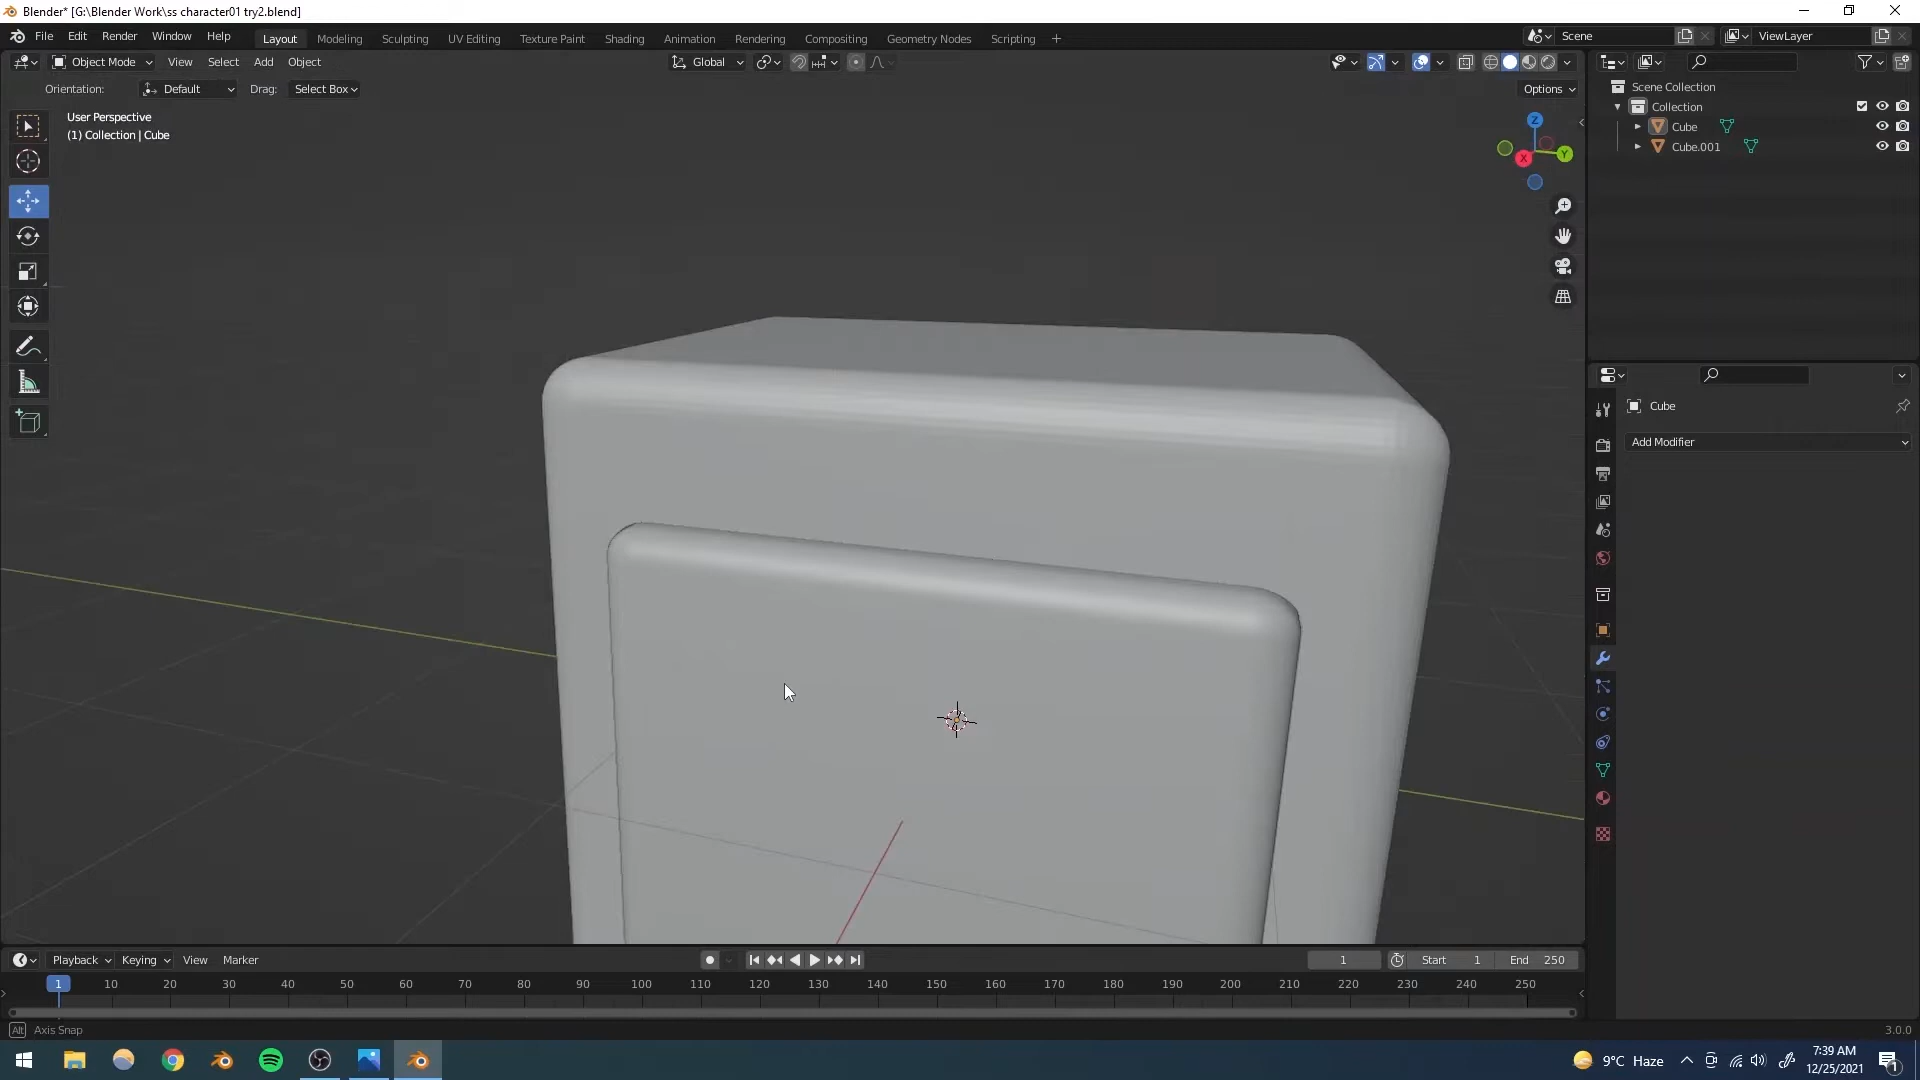 Blender* [G:\Blender Work\ss character01 try2.blend]
File Edit Render Window Help
Layout Modeling Sculpting UV Editing Texture Paint Shading Animation Rendering Compositing Geometry Nodes Scripting +
Scene
ViewLayer
Object Mode View Select Add Object
Global
Orientation: Default Drag: Select Box
Options
User Perspective
(1) Collection | Cube
Z
Y
X
Scene Collection
Collection
Cube
Cube.001
Cube
Add Modifier
Playback Keying View Marker
1
Start 1
End 250
1 10 20 30 40 50 60 70 80 90 100 110 120 130 140 150 160 170 180 190 200 210 220 230 240 250
Alt Axis Snap
3.0.0
9°C Haze
7:39 AM
12/25/2021
1